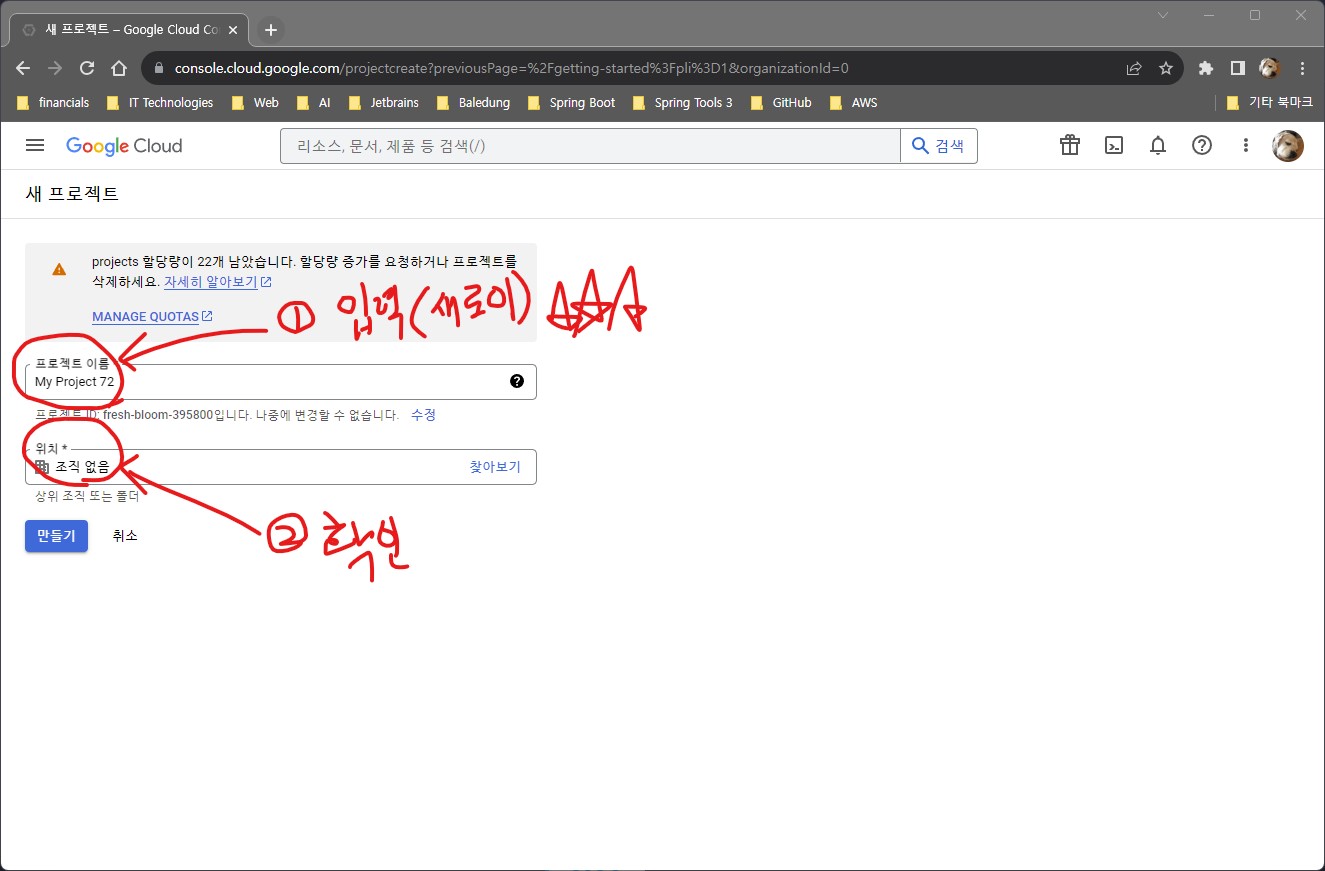 새 프로젝트 – Google Cloud Co
console.cloud.google.com/projectcreate?previousPage=%2Fgetting-started%3Fpli%3D1&organizationId=0
financials IT Technologies Web AI Jetbrains Baledung Spring Boot Spring Tools 3 GitHub AWS 기타 북마크
Google Cloud 리소스, 문서, 제품 등 검색(/) 검색
새 프로젝트
projects 할당량이 22개 남았습니다. 할당량 증가를 요청하거나 프로젝트를
삭제하세요. 자세히 알아보기
MANAGE QUOTAS
① 입력(새로이)
프로젝트 이름
My Project 72
프로젝트 ID: fresh-bloom-395800입니다. 나중에 변경할 수 없습니다. 수정
위치 *
조직 없음 찾아보기
상위 조직 또는 폴더
만들기 취소
② 확인